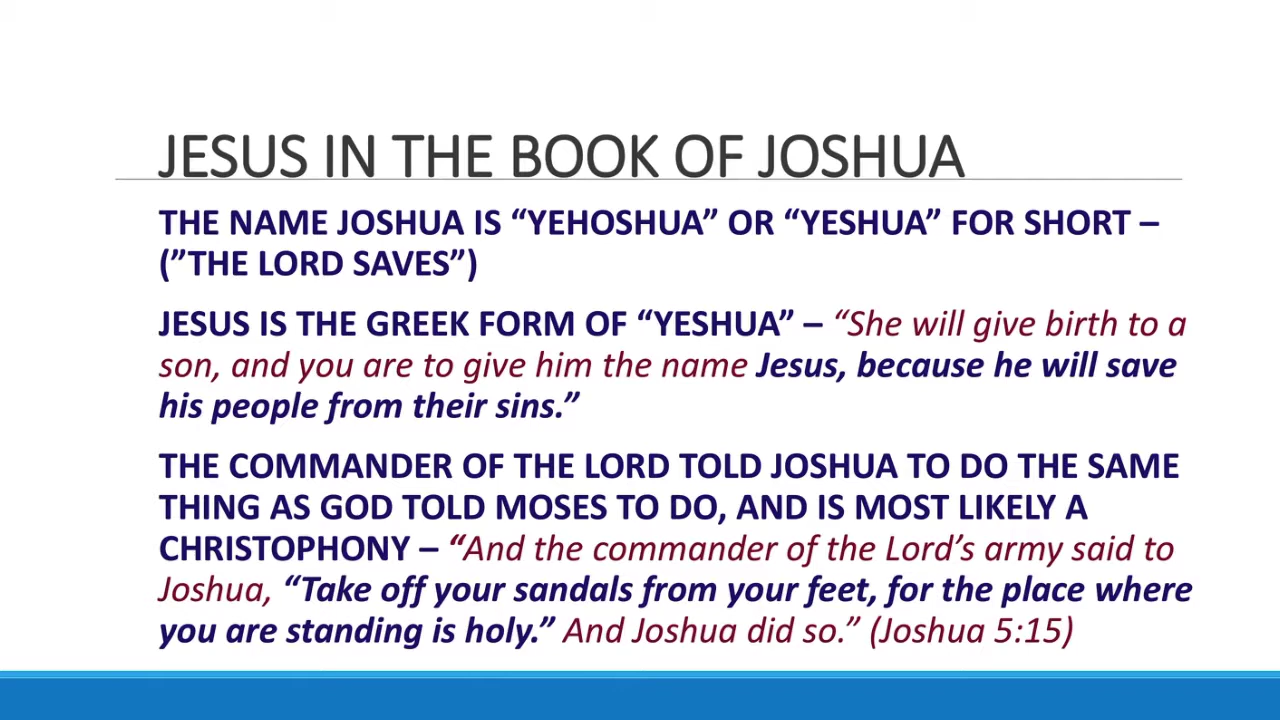 JESUS IN THE BOOK OF JOSHUA
THE NAME JOSHUA IS “YEHOSHUA” OR “YESHUA” FOR SHORT –
(”THE LORD SAVES”)
JESUS IS THE GREEK FORM OF “YESHUA” – “She will give birth to a
son, and you are to give him the name Jesus, because he will save
his people from their sins.”
THE COMMANDER OF THE LORD TOLD JOSHUA TO DO THE SAME
THING AS GOD TOLD MOSES TO DO, AND IS MOST LIKELY A
CHRISTOPHONY – “And the commander of the Lord’s army said to
Joshua, “Take off your sandals from your feet, for the place where
you are standing is holy.” And Joshua did so.” (Joshua 5:15)